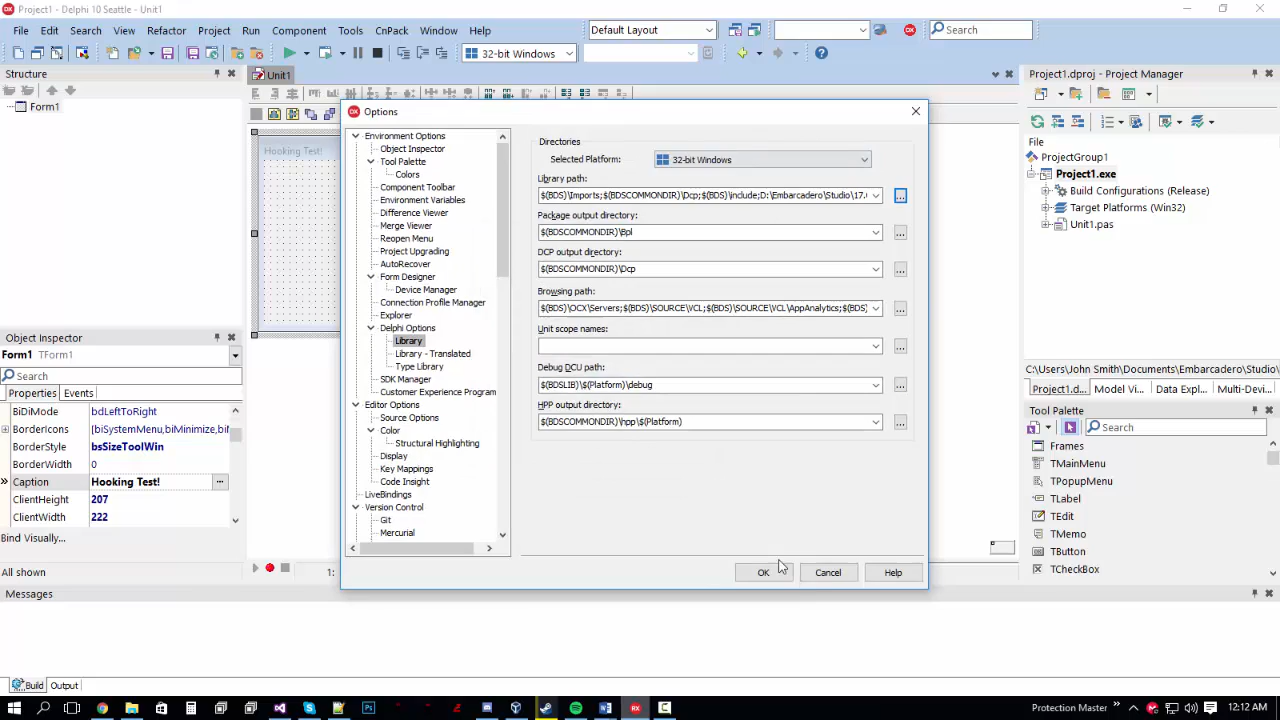 Project1 - Delphi 10 Seattle - Unit1
File Edit Search View Refactor Project Run Component Tools CnPack Window Help
Default Layout
Search
32-bit Windows
Structure
Unit1
Project1.dproj - Project Manager
Form1
Hooking Test!
Options
Environment Options
Object Inspector
Tool Palette
Colors
Component Toolbar
Environment Variables
Difference Viewer
Merge Viewer
Reopen Menu
Project Upgrading
AutoRecover
Form Designer
Device Manager
Connection Profile Manager
Explorer
Delphi Options
Library
Library - Translated
Type Library
SDK Manager
Customer Experience Program
Editor Options
Source Options
Color
Structural Highlighting
Display
Key Mappings
Code Insight
LiveBindings
Version Control
Git
Mercurial
Directories
Selected Platform: 32-bit Windows
Library path:
$(BDS)\Imports;$(BDSCOMMONDIR)\Dcp;$(BDS)\include;D:\Embarcadero\Studio\17.
...
Package output directory:
$(BDSCOMMONDIR)\Bpl
...
DCP output directory:
$(BDSCOMMONDIR)\Dcp
...
Browsing path:
$(BDS)\OCX\Servers;$(BDS)\SOURCE\VCL;$(BDS)\SOURCE\VCL\AppAnalytics;$(BDS)
...
Unit scope names:
...
Debug DCU path:
$(BDSLIB)\$(Platform)\debug
...
HPP output directory:
$(BDSCOMMONDIR)\hpp\$(Platform)
...
OK Cancel Help
File
ProjectGroup1
Project1.exe
Build Configurations (Release)
Target Platforms (Win32)
Unit1.pas
C:\Users\John Smith\Documents\Embarcadero\Studio
Project1.d... Model Vi... Data Expl... Multi-Devi...
Tool Palette
Search
Frames
TMainMenu
TPopupMenu
TLabel
TEdit
TMemo
TButton
TCheckBox
Object Inspector
Form1 TForm1
Search
Properties Events
BiDiMode bdLeftToRight
BorderIcons [biSystemMenu,biMinimize,bi
BorderStyle bsSizeToolWin
BorderWidth 0
Caption Hooking Test! ...
ClientHeight 207
ClientWidth 222
Bind Visually...
All shown
1:
Messages
Build Output
Protection Master 12:12 AM